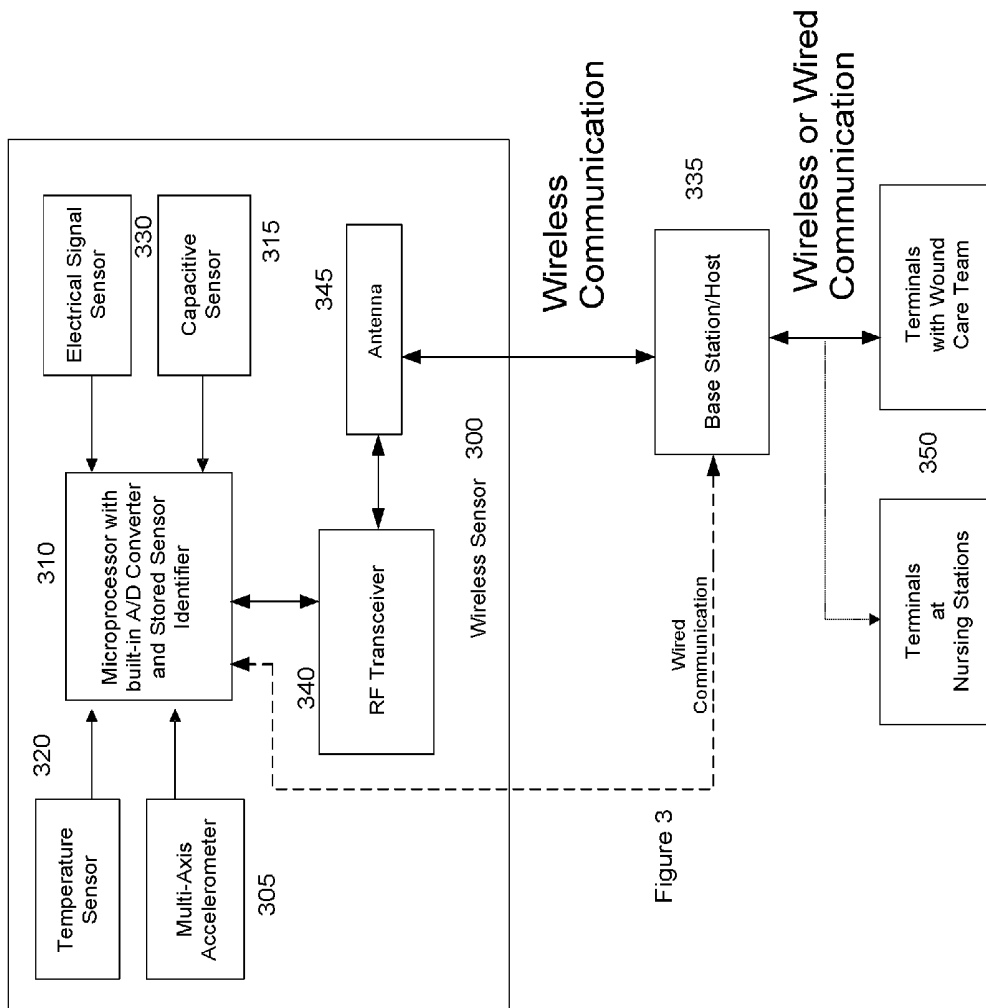 Temperature
Sensor
320
Multi-Axis
Accelerometer
305
310
Microprocessor with
built-in A/D Converter
and Stored Sensor
Identifier
Electrical Signal
Sensor
330
Capacitive
Sensor
315
340
RF Transceiver
345
Antenna
Wireless Sensor 300
Wireless
Communication
Wired
Communication
335
Base Station/Host
Wireless or Wired
Communication
Terminals
at
Nursing Stations
350
Terminals
with Wound
Care Team
Figure 3